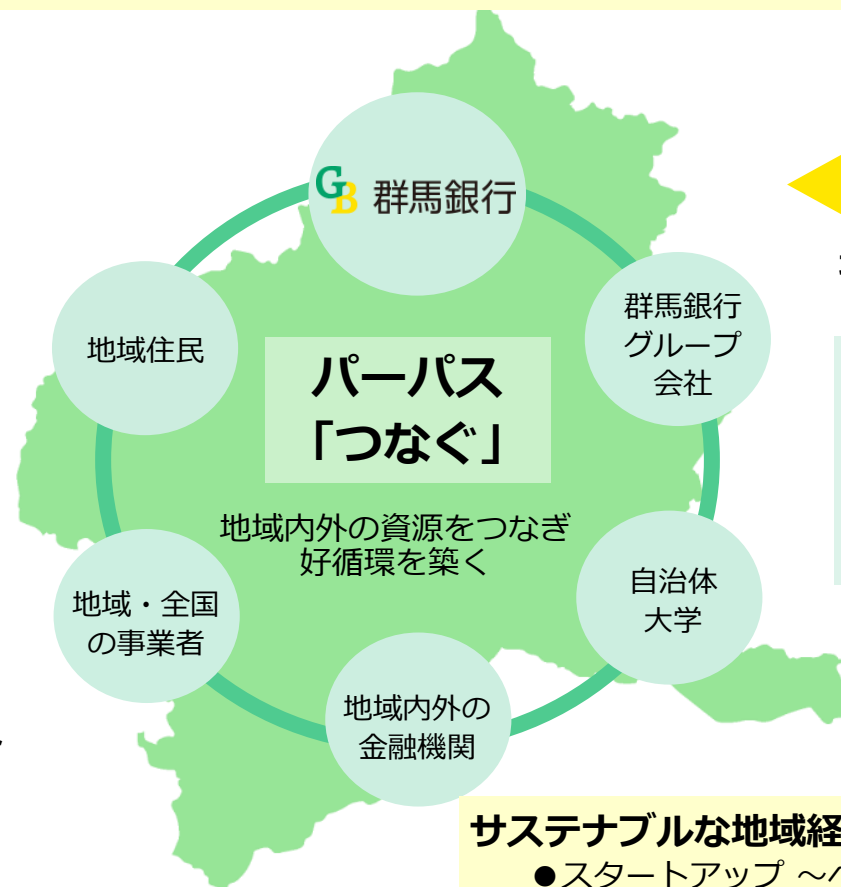 GB 群馬銀行
群馬銀行
グループ
会社
地域住民
パーパス
「つなぐ」
地域内外の資源をつなぎ
好循環を築く
自治体
大学
地域・全国
の事業者
地域内外の
金融機関
サステナブルな地域経
●スタートアップ ~